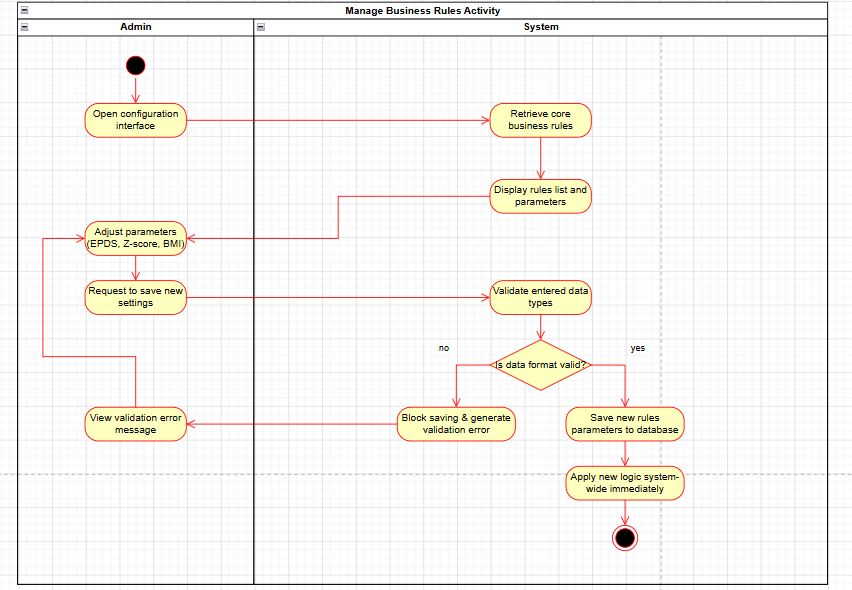 Manage Business Rules Activity
Admin
System
Open configuration
interface
Retrieve core
business rules
Display rules list and
parameters
Adjust parameters
(EPDS, Z-score, BMI)
Request to save new
settings
Validate entered data
types
Is data format valid?
no
yes
View validation error
message
Block saving & generate
validation error
Save new rules
parameters to database
Apply new logic system-
wide immediately